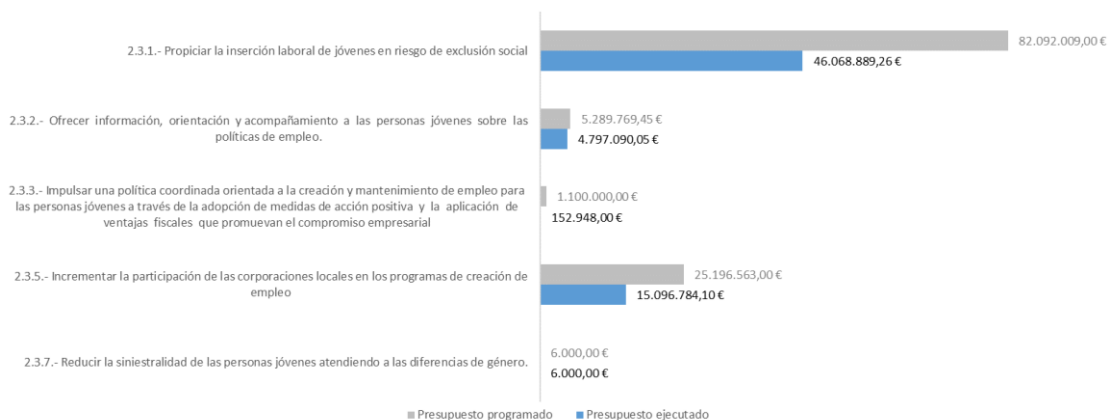 2.3.1.- Propiciar la inserción laboral de jóvenes en riesgo de exclusión social
82.092.009,00 €
46.068.889,26 €
2.3.2.- Ofrecer información, orientación y acompañamiento a las personas jóvenes sobre las
políticas de empleo.
5.289.769,45 €
4.797.090,05 €
2.3.3.- Impulsar una política coordinada orientada a la creación y mantenimiento de empleo para
las personas jóvenes a través de la adopción de medidas de acción positiva y la aplicación de
ventajas fiscales que promuevan el compromiso empresarial
1.100.000,00 €
152.948,00 €
2.3.5.- Incrementar la participación de las corporaciones locales en los programas de creación de
empleo
25.196.563,00 €
15.096.784,10 €
2.3.7.- Reducir la siniestralidad de las personas jóvenes atendiendo a las diferencias de género.
6.000,00 €
6.000,00 €
Presupuesto programado Presupuesto ejecutado